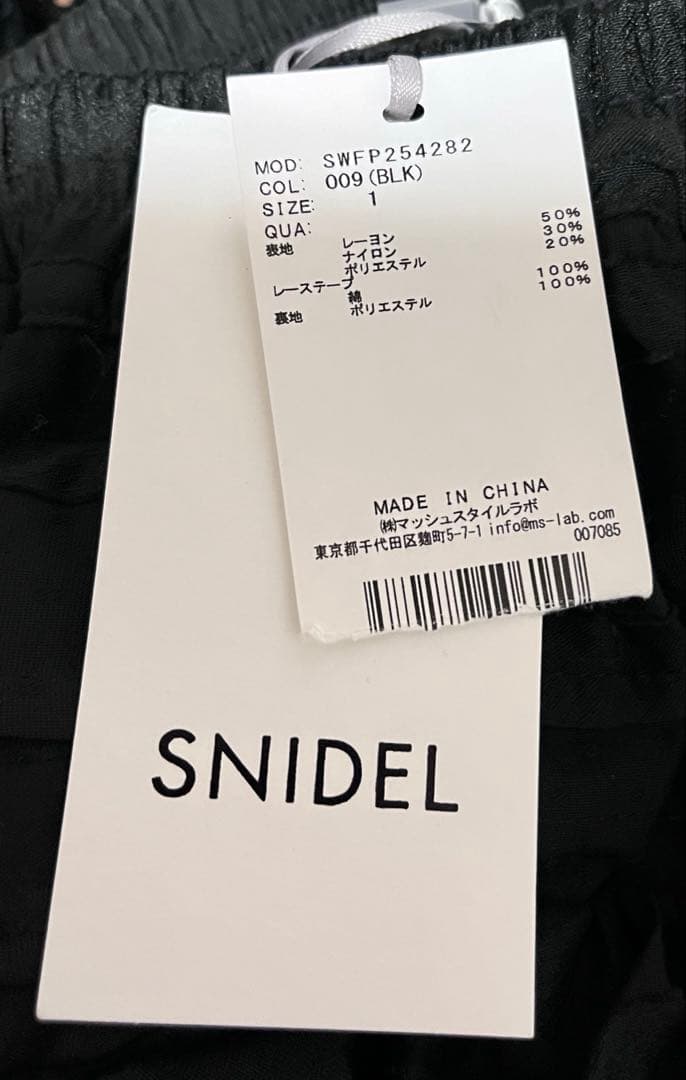 MOD: SWFP254282
COL: 009(BLK)
SIZE: 1
QUA:
表地 レーヨン 50%
ナイロン 30%
ポリエステル 20%
レーステープ
綿 100%
裏地 ポリエステル 100%
MADE IN CHINA
㈱マッシュスタイルラボ
東京都千代田区麹町5-7-1 info@ms-lab.com
007085
SNIDEL